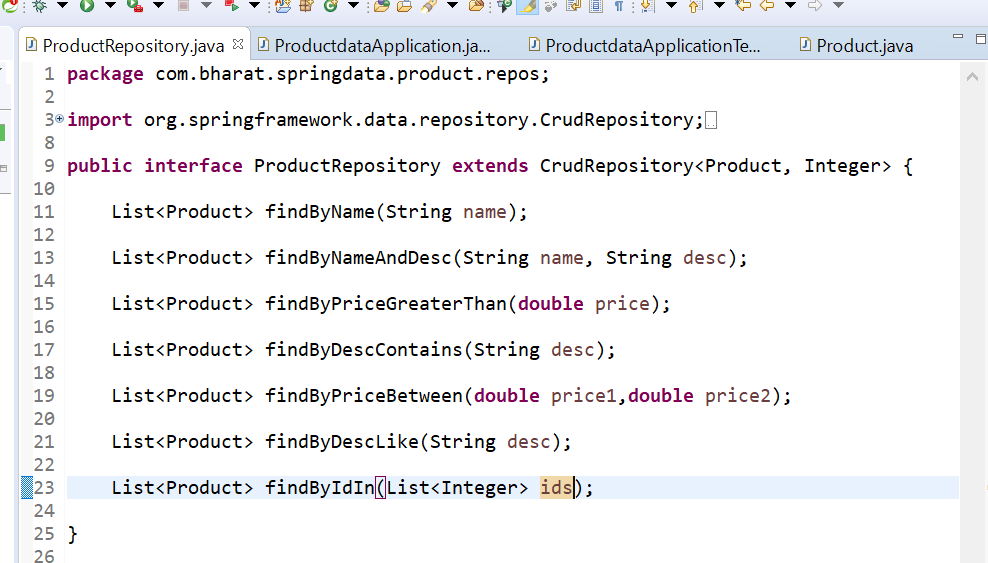 ProductRepository.java ProductdataApplication.ja... ProductdataApplicationTe... Product.java
1 package com.bharat.springdata.product.repos;
2
3 import org.springframework.data.repository.CrudRepository;
8
9 public interface ProductRepository extends CrudRepository<Product, Integer> {
10
11 List<Product> findByName(String name);
12
13 List<Product> findByNameAndDesc(String name, String desc);
14
15 List<Product> findByPriceGreaterThan(double price);
16
17 List<Product> findByDescContains(String desc);
18
19 List<Product> findByPriceBetween(double price1,double price2);
20
21 List<Product> findByDescLike(String desc);
22
23 List<Product> findByIdIn(List<Integer> ids);
24
25 }
26